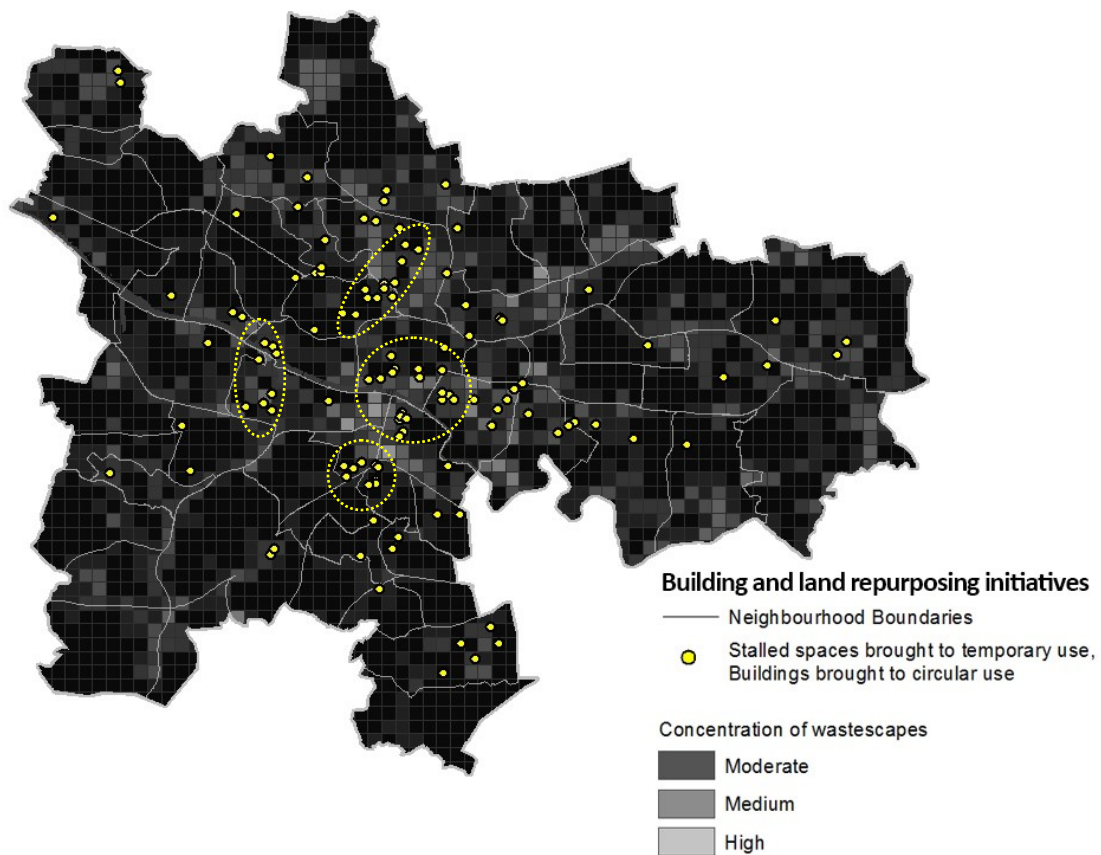 Building and land repurposing initiatives
Neighbourhood Boundaries
Stalled spaces brought to temporary use,
Buildings brought to circular use
Concentration of wastescapes
Moderate
Medium
High